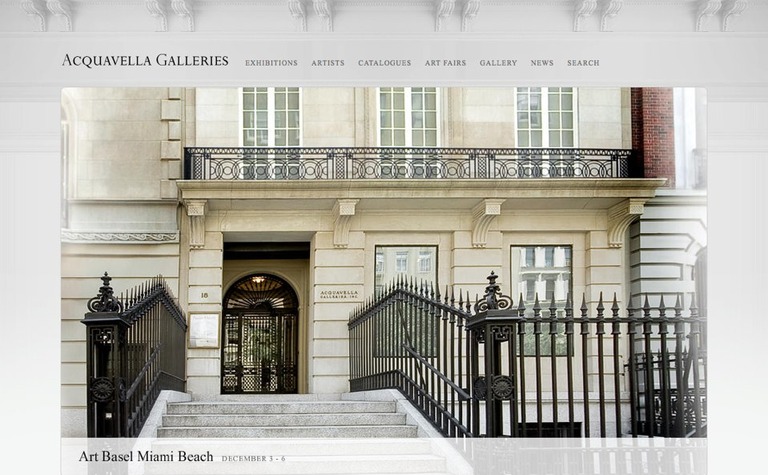 ACQUAVELLA GALLERIES EXHIBITIONS ARTISTS CATALOGUES ART FAIRS GALLERY NEWS SEARCH
18
ACQUAVELLA
GALLERIES INC
Art Basel Miami Beach DECEMBER 3 - 6